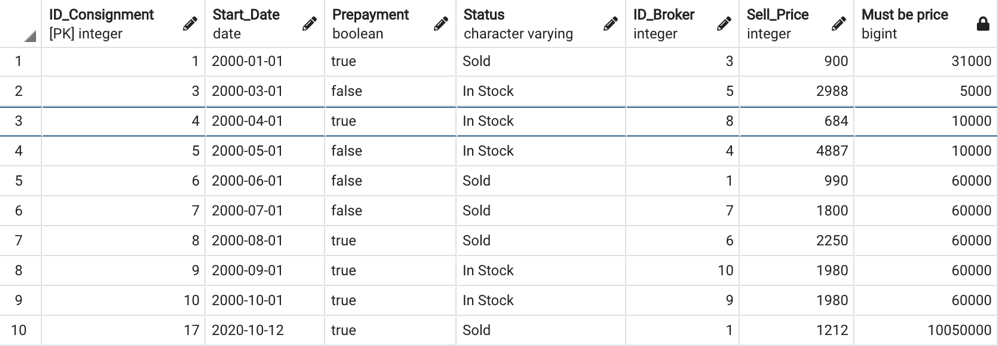 ID_Consignment Start_Date Prepayment Status ID_Broker Sell_Price Must be price
[PK] integer date boolean character varying integer integer bigint
1 1 2000-01-01 true Sold 3 900 31000
2 3 2000-03-01 false In Stock 5 2988 5000
3 4 2000-04-01 true In Stock 8 684 10000
4 5 2000-05-01 false In Stock 4 4887 10000
5 6 2000-06-01 false Sold 1 990 60000
6 7 2000-07-01 false Sold 7 1800 60000
7 8 2000-08-01 true Sold 6 2250 60000
8 9 2000-09-01 true In Stock 10 1980 60000
9 10 2000-10-01 true In Stock 9 1980 60000
10 17 2020-10-12 true Sold 1 1212 10050000